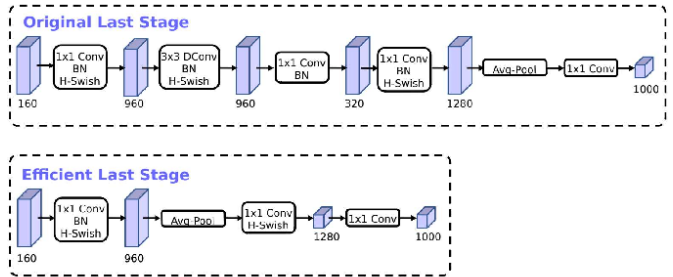 Original Last Stage
1x1 Conv
BN
H-Swish
3x3 DConv
BN
H-Swish
1x1 Conv
BN
1x1 Conv
BN
H-Swish
Avg-Pool
1x1 Conv
160
960
960
320
1280
1000
Efficient Last Stage
1x1 Conv
BN
H-Swish
Avg-Pool
1x1 Conv
H-Swish
1x1 Conv
160
960
1280
1000